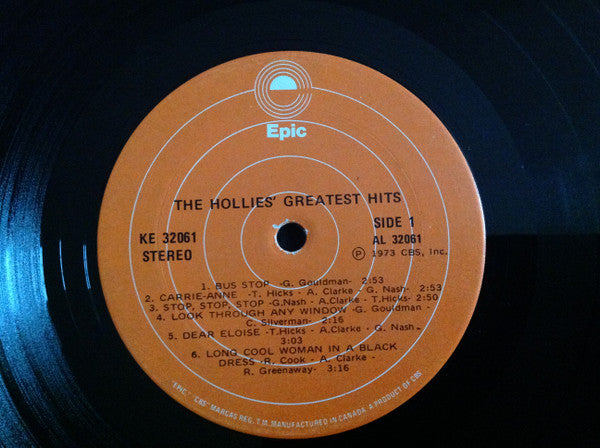 Epic
THE HOLLIES' GREATEST HITS
KE 32061
STEREO
SIDE 1
AL 32061
℗ 1973 CBS, Inc.
1. BUS STOP -G. Gouldman- 2:53
2. CARRIE-ANNE -T. Hicks - A. Clarke - G. Nash- 2:53
3. STOP, STOP, STOP -G.Nash - A.Clarke - T.Hicks- 2:50
4. LOOK THROUGH ANY WINDOW -G. Gouldman -
C. Silverman- 2:16
5. DEAR ELOISE -T.Hicks - A.Clarke - G. Nash -
3:03
6. LONG COOL WOMAN IN A BLACK
DRESS -R. Cook - A. Clarke -
R. Greenaway- 3:16
"EPIC," "CBS" MARCAS REG. T.M. MANUFACTURED IN CANADA. A PRODUCT OF CBS